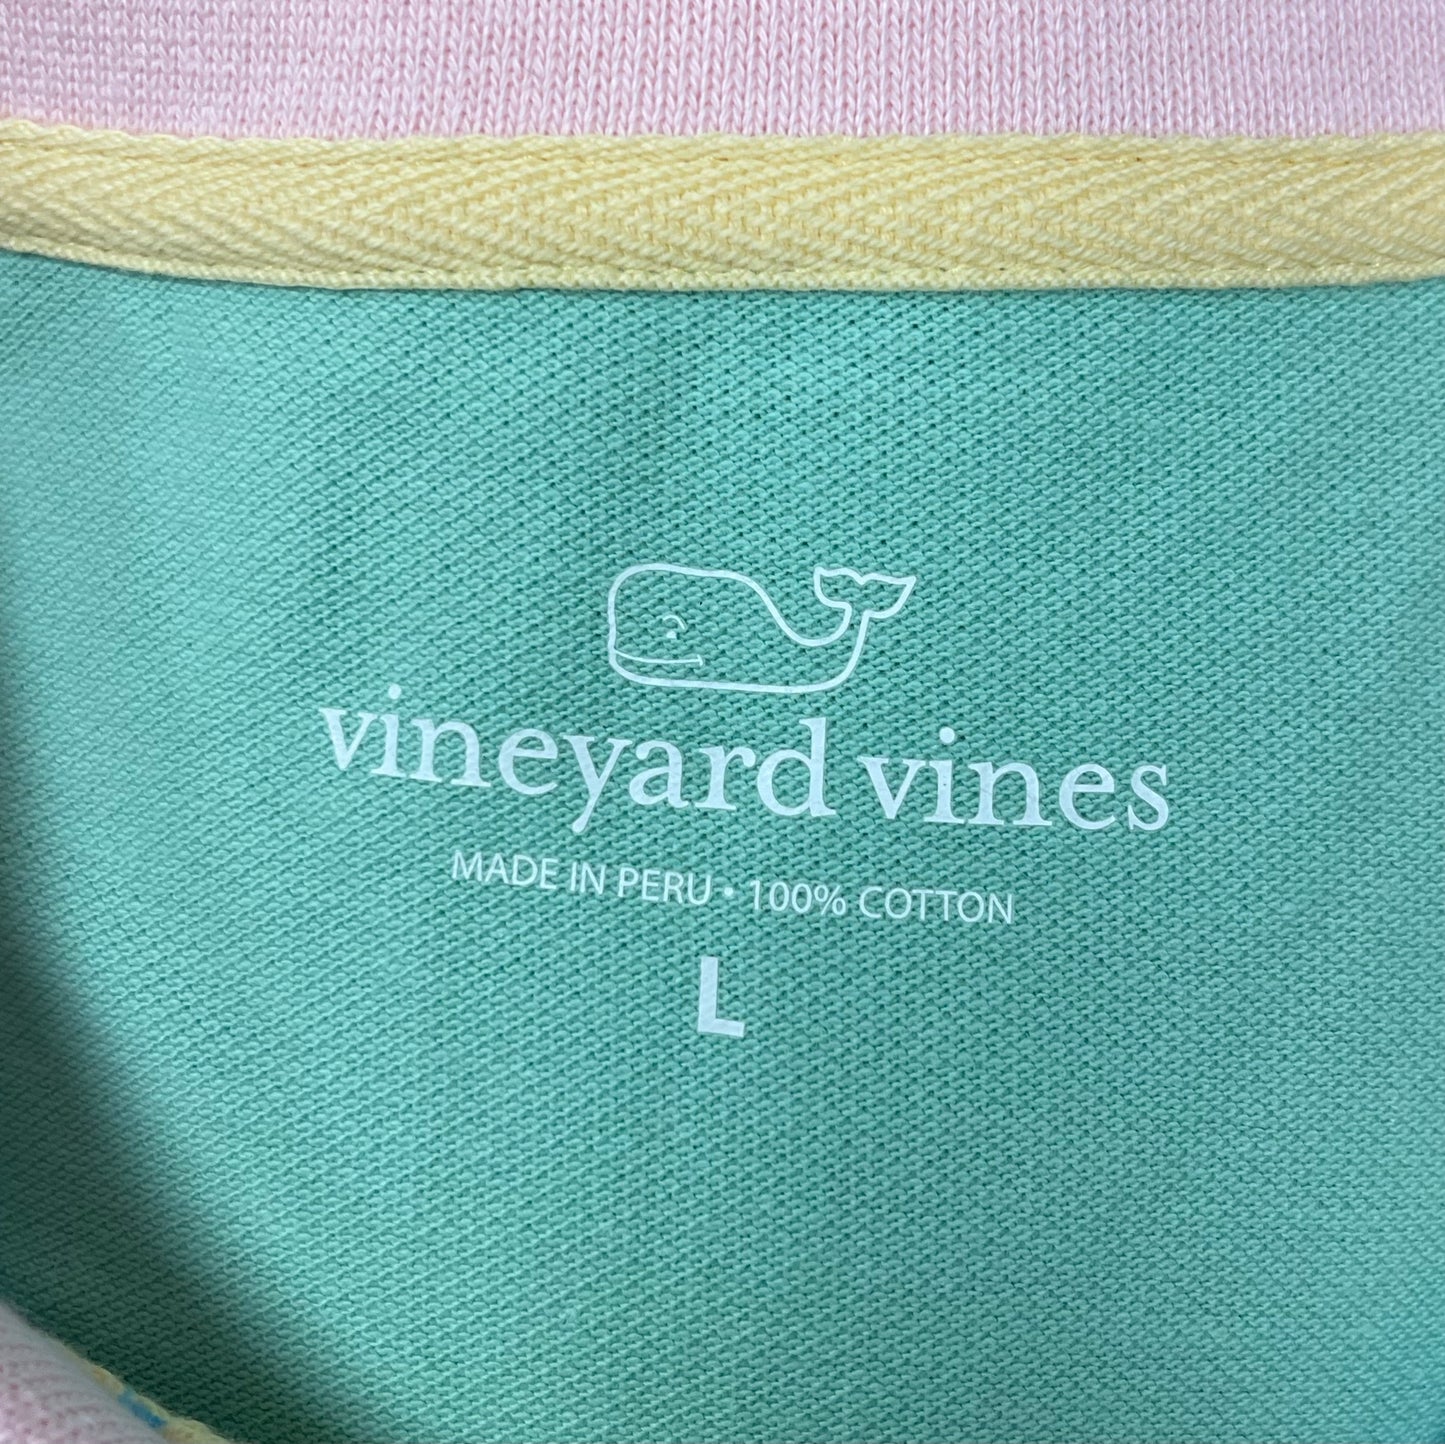 vineyard vines
MADE IN PERU • 100% COTTON
L